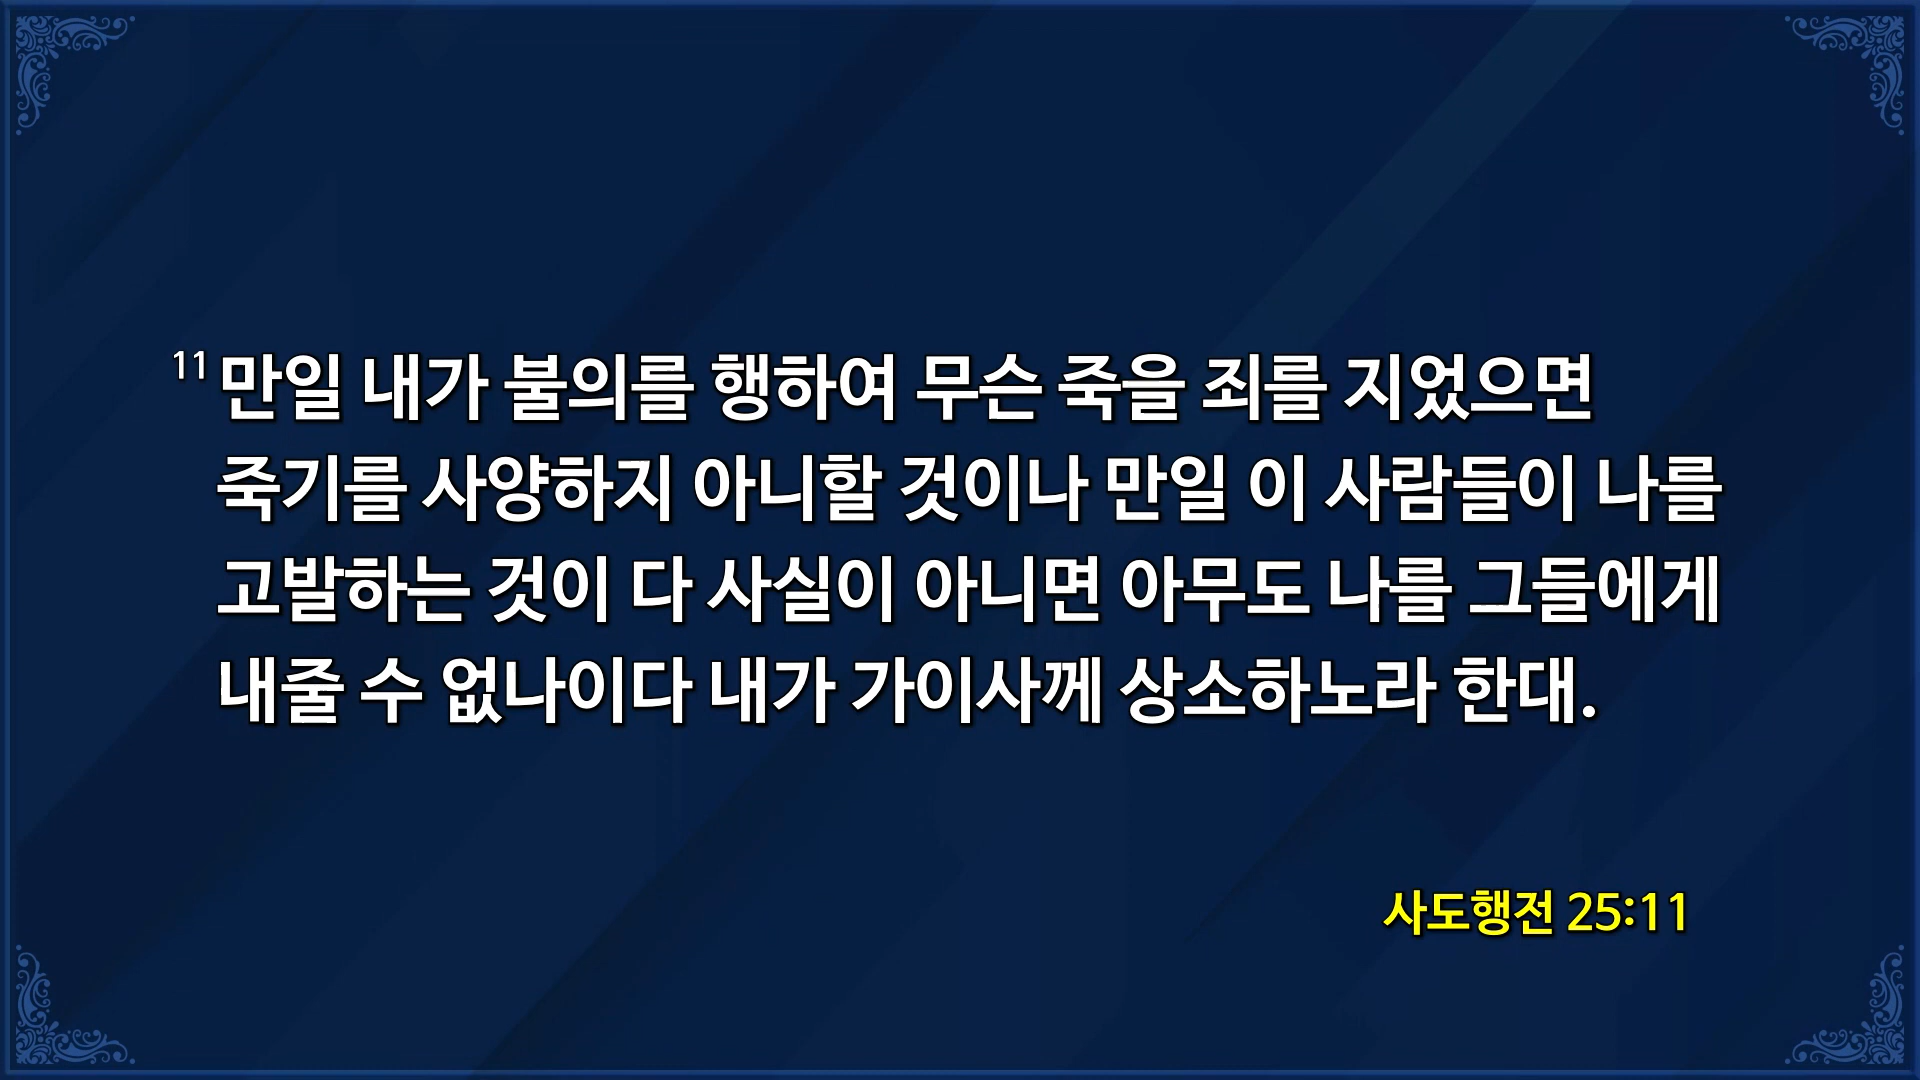 11 만일 내가 불의를 행하여 무슨 죽을 죄를 지었으면
죽기를 사양하지 아니할 것이나 만일 이 사람들이 나를
고발하는 것이 다 사실이 아니면 아무도 나를 그들에게
내줄 수 없나이다 내가 가이사께 상소하노라 한대.
사도행전 25:11